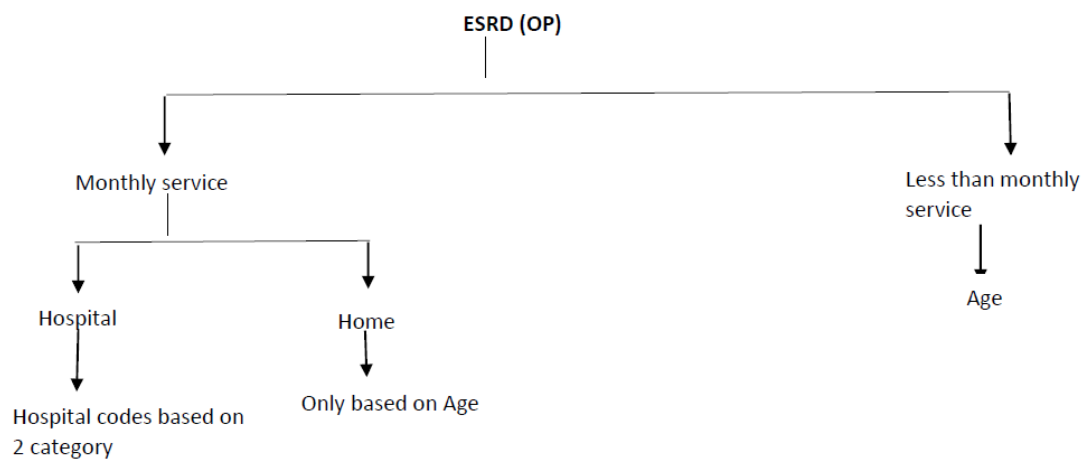 ESRD (OP)
Monthly service
Less than monthly
service
Hospital
Home
Age
Hospital codes based on
2 category
Only based on Age